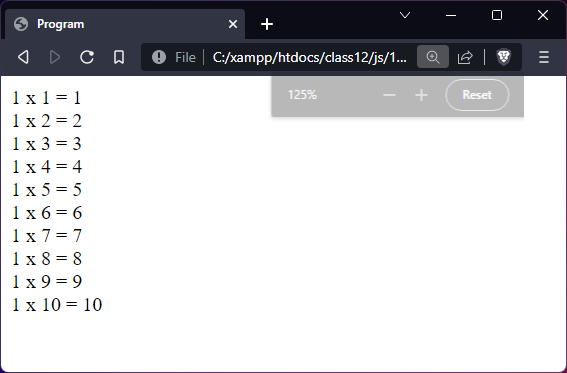 Program
File C:/xampp/htdocs/class12/js/1...
125% Reset
1 x 1 = 1
1 x 2 = 2
1 x 3 = 3
1 x 4 = 4
1 x 5 = 5
1 x 6 = 6
1 x 7 = 7
1 x 8 = 8
1 x 9 = 9
1 x 10 = 10